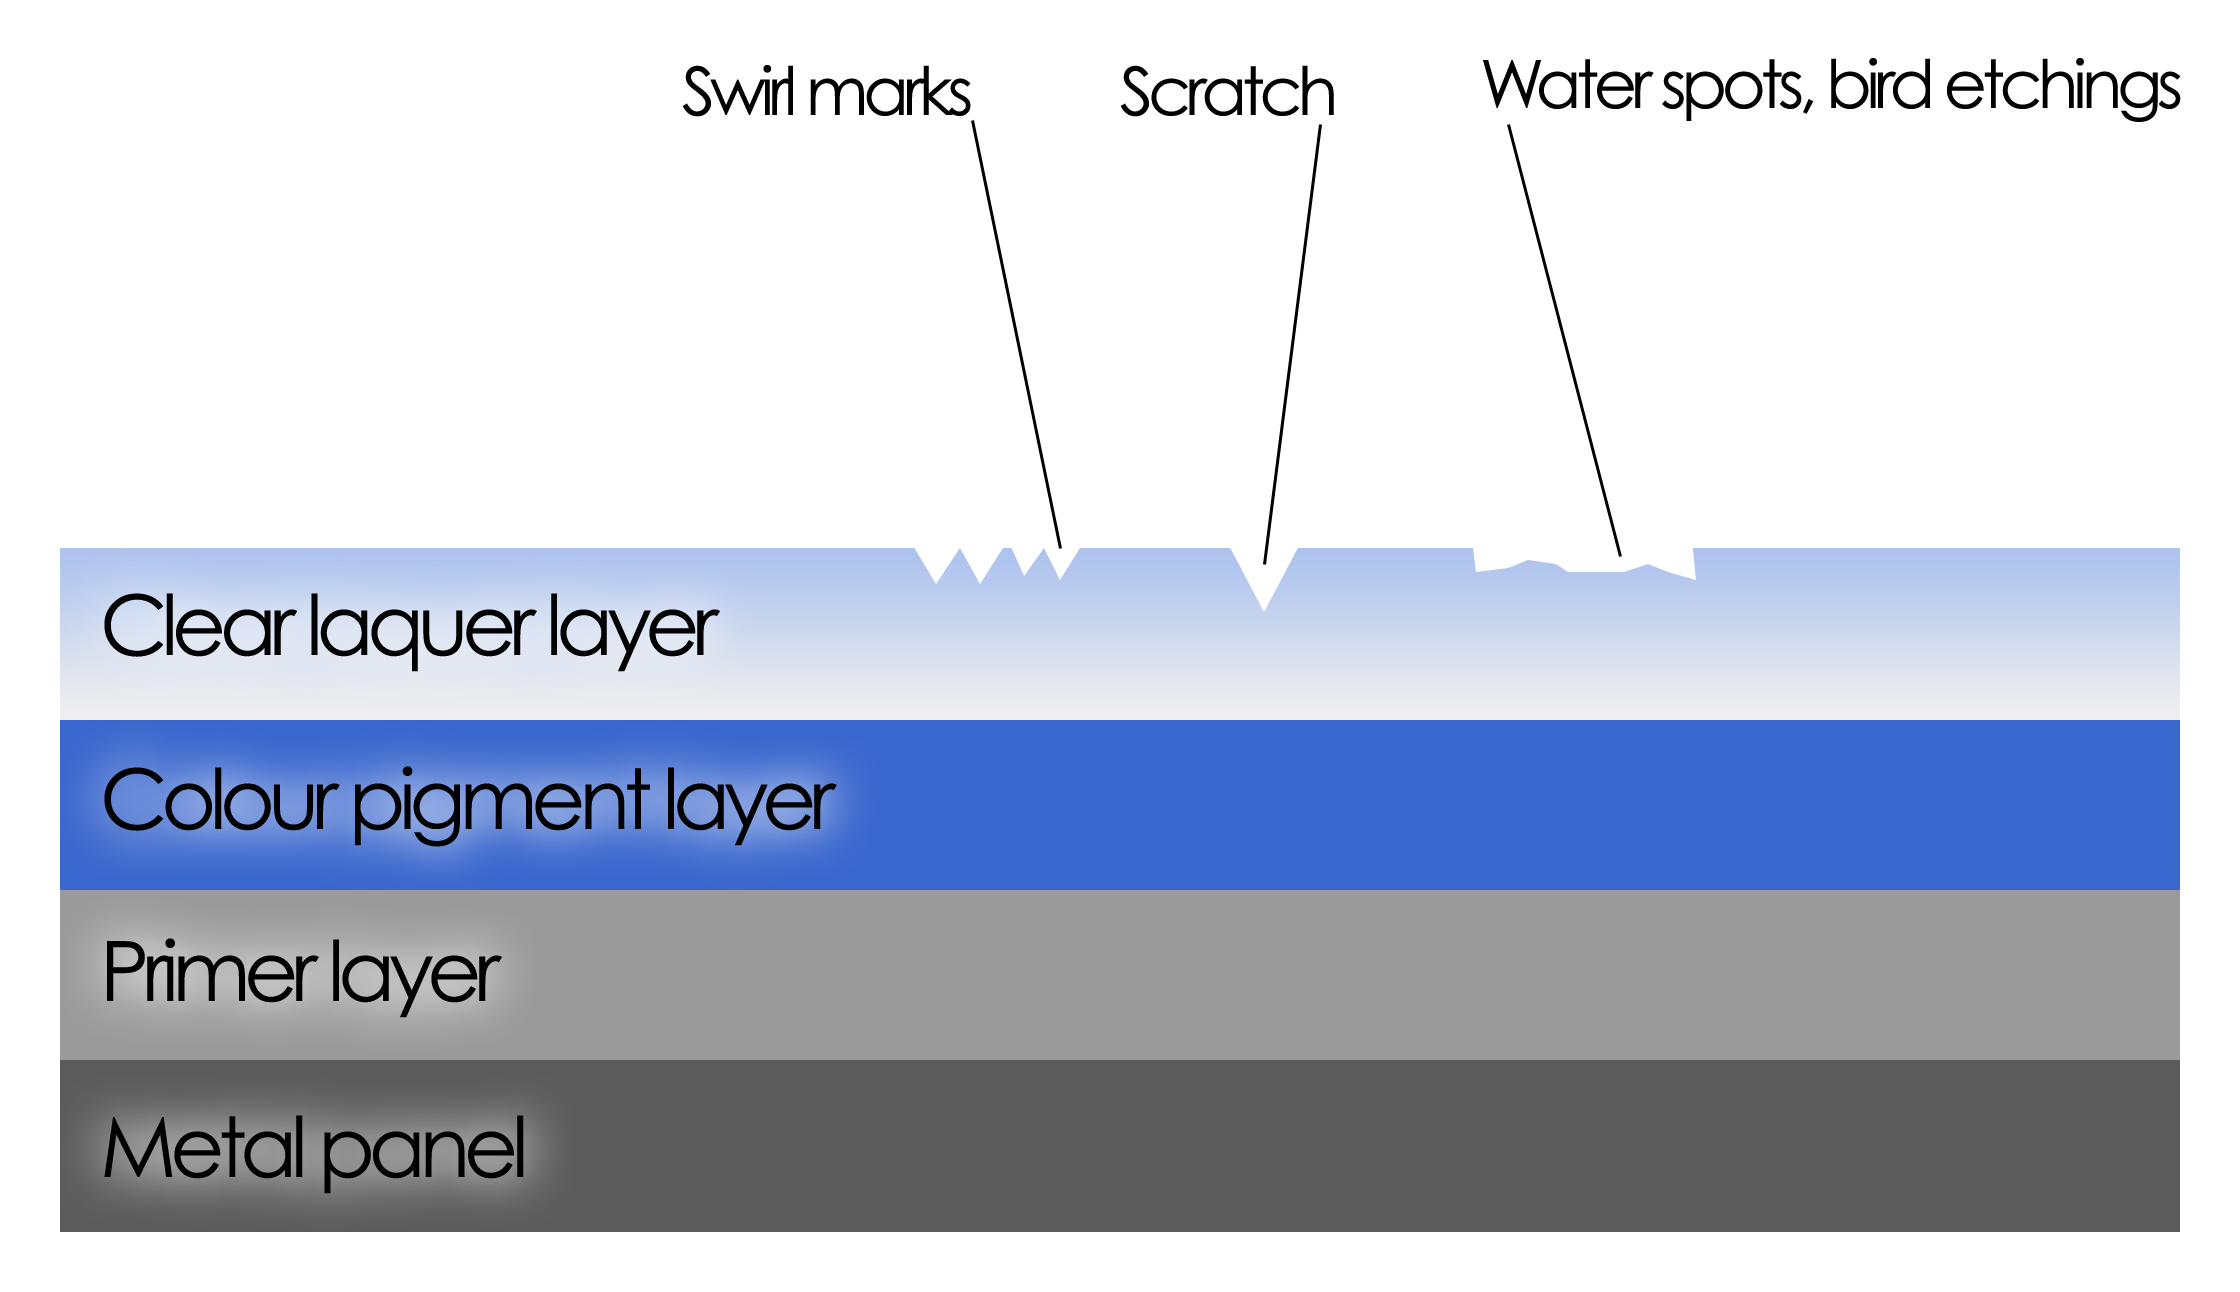 Swirl marks
Scratch
Water spots, bird etchings
Clear laquer layer
Colour pigment layer
Primer layer
Metal panel